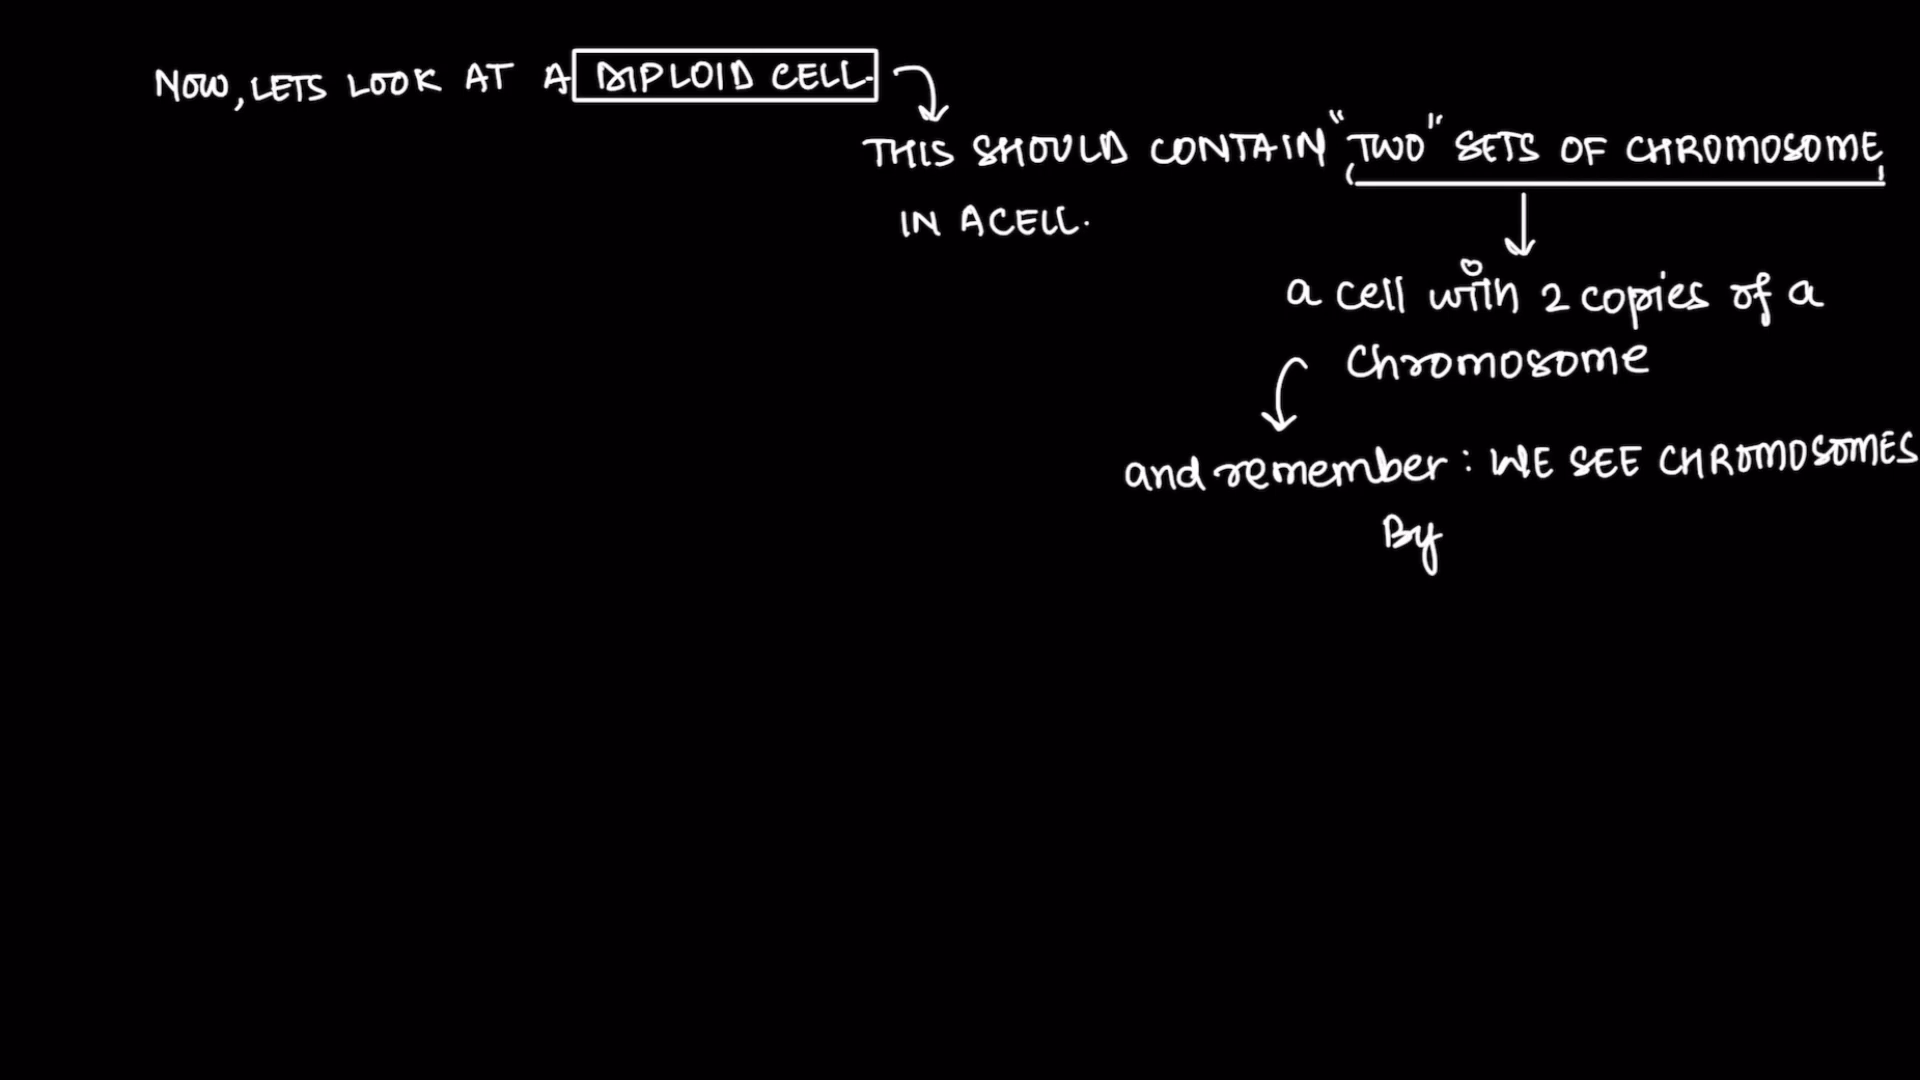 NOW, LETS LOOK AT A DIPLOID CELL.
THIS SHOULD CONTAIN "TWO" SETS OF CHROMOSOME
IN A CELL.
a cell with 2 copies of a
chromosome
and remember: WE SEE CHROMOSOMES
By